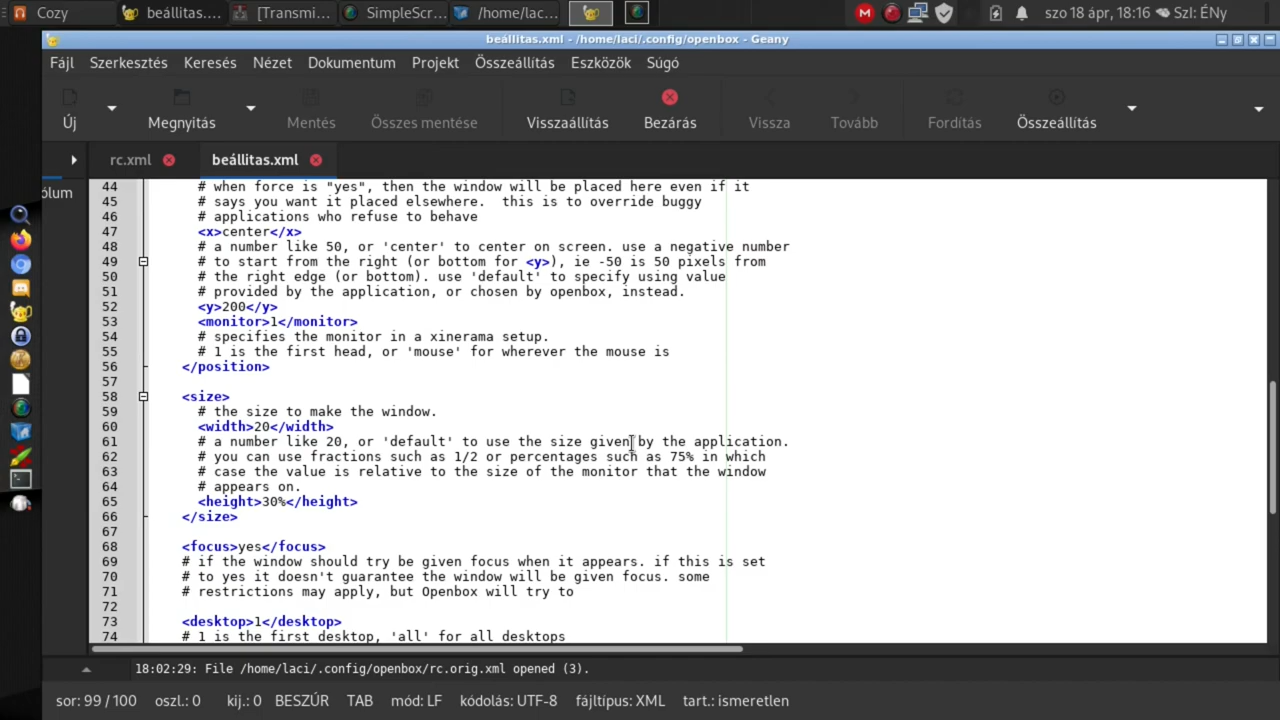 Cozy
beállitas....
[Transmi...
SimpleScr...
/home/lac...
szo 18 ápr, 18:16
Szl: ÉNy
beállitas.xml - /home/laci/.config/openbox - Geany
Fájl Szerkesztés Keresés Nézet Dokumentum Projekt Összeállítás Eszközök Súgó
Új Megnyitás Mentés Összes mentése Visszaállítás Bezárás Vissza Tovább Fordítás Összeállítás
rc.xml beállitas.xml
ólum
44 # when force is "yes", then the window will be placed here even if it
45 # says you want it placed elsewhere.  this is to override buggy
46 # applications who refuse to behave
47 <x>center</x>
48 # a number like 50, or 'center' to center on screen. use a negative number
49 # to start from the right (or bottom for <y>), ie -50 is 50 pixels from
50 # the right edge (or bottom). use 'default' to specify using value
51 # provided by the application, or chosen by openbox, instead.
52 <y>200</y>
53 <monitor>1</monitor>
54 # specifies the monitor in a xinerama setup.
55 # 1 is the first head, or 'mouse' for wherever the mouse is
56 </position>
57
58 <size>
59 # the size to make the window.
60 <width>20</width>
61 # a number like 20, or 'default' to use the size given by the application.
62 # you can use fractions such as 1/2 or percentages such as 75% in which
63 # case the value is relative to the size of the monitor that the window
64 # appears on.
65 <height>30%</height>
66 </size>
67
68 <focus>yes</focus>
69 # if the window should try be given focus when it appears. if this is set
70 # to yes it doesn't guarantee the window will be given focus. some
71 # restrictions may apply, but Openbox will try to
72
73 <desktop>1</desktop>
74 # 1 is the first desktop, 'all' for all desktops
18:02:29: File /home/laci/.config/openbox/rc.orig.xml opened (3).
sor: 99 / 100 oszl.: 0 kij.: 0 BESZÚR TAB mód: LF kódolás: UTF-8 fájltípus: XML tart.: ismeretlen